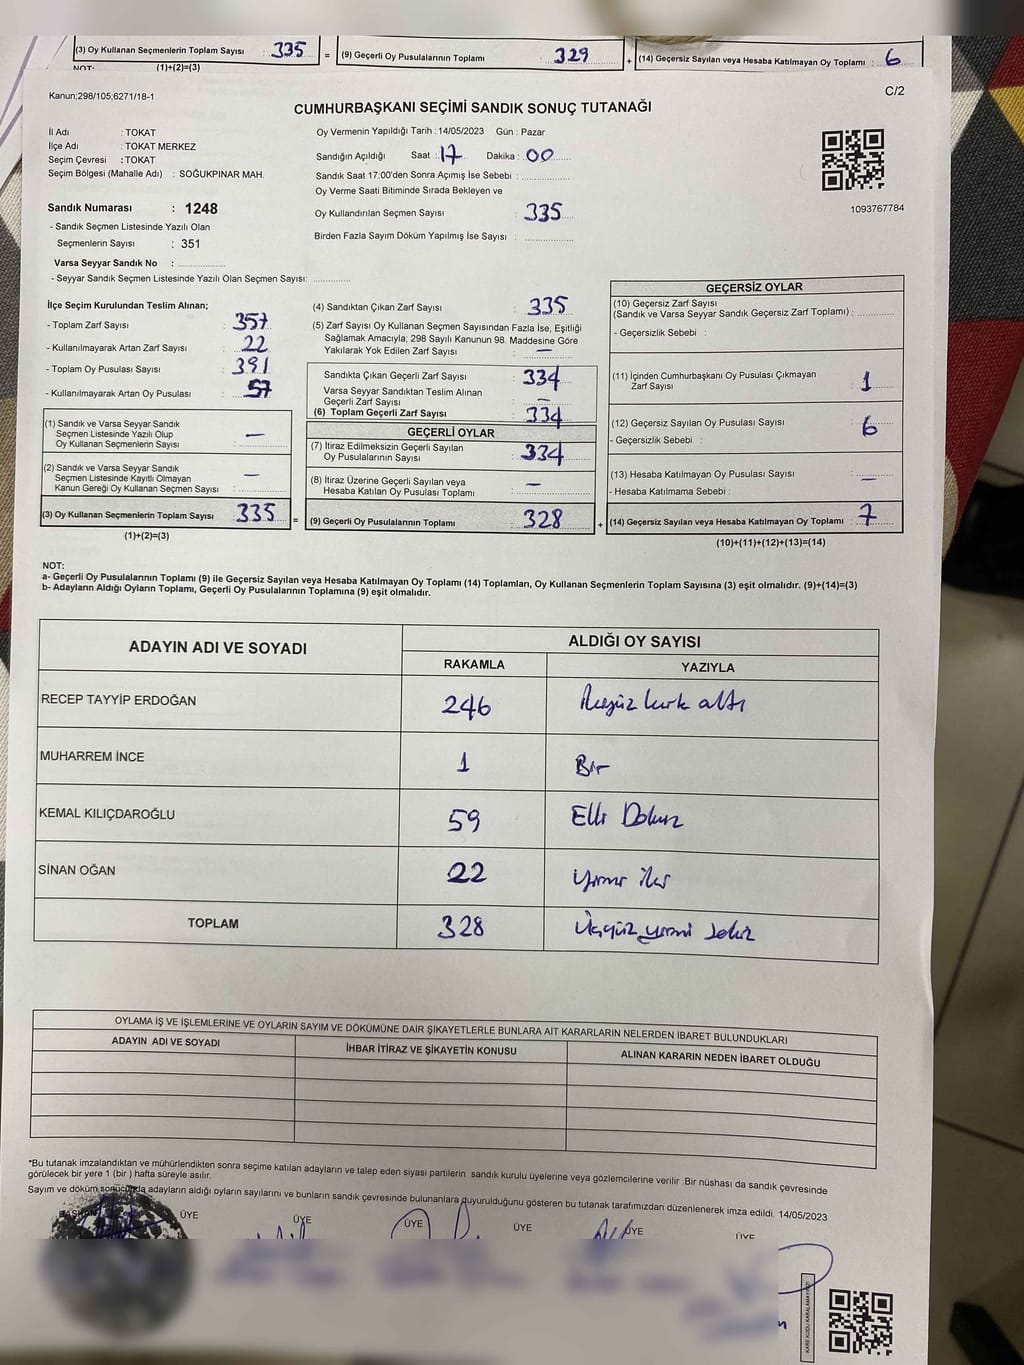 (3) Oy Kullanan Seçmenlerin Toplam Sayısı : 335 = (9) Geçerli Oy Pusulalarının Toplamı 329 + (14) Geçersiz Sayılan veya Hesaba Katılmayan Oy Toplamı : 6
NOT: (1)+(2)=(3)
Kanun;298/105;6271/18-1
C/2
CUMHURBAŞKANI SEÇİMİ SANDIK SONUÇ TUTANAĞI
İl Adı : TOKAT
İlçe Adı : TOKAT MERKEZ
Seçim Çevresi : TOKAT
Seçim Bölgesi (Mahalle Adı) : SOĞUKPINAR MAH.
Oy Vermenin Yapıldığı Tarih : 14/05/2023 Gün : Pazar
Sandığın Açıldığı Saat : 17 Dakika : 00
Sandık Saat 17:00'den Sonra Açımış İse Sebebi :
Oy Verme Saati Bitiminde Sırada Bekleyen ve
Oy Kullandırılan Seçmen Sayısı : 335
Birden Fazla Sayım Döküm Yapılmış İse Sayısı :
1093767784
Sandık Numarası : 1248
- Sandık Seçmen Listesinde Yazılı Olan
Seçmenlerin Sayısı : 351
Varsa Seyyar Sandık No :
- Seyyar Sandık Seçmen Listesinde Yazılı Olan Seçmen Sayısı:
İlçe Seçim Kurulundan Teslim Alınan;
- Toplam Zarf Sayısı : 357
- Kullanılmayarak Artan Zarf Sayısı : 22
- Toplam Oy Pusulası Sayısı : 391
- Kullanılmayarak Artan Oy Pusulası : 57
(1) Sandık ve Varsa Seyyar Sandık
Seçmen Listesinde Yazılı Olup
Oy Kullanan Seçmenlerin Sayısı : —
(2) Sandık ve Varsa Seyyar Sandık
Seçmen Listesinde Kayıtlı Olmayan
Kanun Gereği Oy Kullanan Seçmen Sayısı : —
(3) Oy Kullanan Seçmenlerin Toplam Sayısı : 335 =
(1)+(2)=(3)
(4) Sandıktan Çıkan Zarf Sayısı : 335
(5) Zarf Sayısı Oy Kullanan Seçmen Sayısından Fazla İse, Eşitliği
Sağlamak Amacıyla; 298 Sayılı Kanunun 98. Maddesine Göre
Yakılarak Yok Edilen Zarf Sayısı : —
Sandıkta Çıkan Geçerli Zarf Sayısı : 334
Varsa Seyyar Sandıktan Teslim Alınan
Geçerli Zarf Sayısı : —
(6) Toplam Geçerli Zarf Sayısı : 334
GEÇERLİ OYLAR
(7) İtiraz Edilmeksizin Geçerli Sayılan
Oy Pusulalarının Sayısı : 334
(8) İtiraz Üzerine Geçerli Sayılan veya
Hesaba Katılan Oy Pusulası Toplamı : —
(9) Geçerli Oy Pusulalarının Toplamı : 328 +
GEÇERSİZ OYLAR
(10) Geçersiz Zarf Sayısı
(Sandık ve Varsa Seyyar Sandık Geçersiz Zarf Toplamı) :
- Geçersizlik Sebebi :
(11) İçinden Cumhurbaşkanı Oy Pusulası Çıkmayan
Zarf Sayısı : 1
(12) Geçersiz Sayılan Oy Pusulası Sayısı : 6
- Geçersizlik Sebebi :
(13) Hesaba Katılmayan Oy Pusulası Sayısı : —
- Hesaba Katılmama Sebebi :
(14) Geçersiz Sayılan veya Hesaba Katılmayan Oy Toplamı : 7
(10)+(11)+(12)+(13)=(14)
NOT:
a- Geçerli Oy Pusulalarının Toplamı (9) ile Geçersiz Sayılan veya Hesaba Katılmayan Oy Toplamı (14) Toplamları, Oy Kullanan Seçmenlerin Toplam Sayısına (3) eşit olmalıdır. (9)+(14)=(3)
b- Adayların Aldığı Oyların Toplamı, Geçerli Oy Pusulalarının Toplamına (9) eşit olmalıdır.
ADAYIN ADI VE SOYADI
ALDIĞI OY SAYISI
RAKAMLA YAZIYLA
RECEP TAYYİP ERDOĞAN 246 İkiyüz kırk altı
MUHARREM İNCE 1 Bir
KEMAL KILIÇDAROĞLU 59 Elli Dokuz
SİNAN OĞAN 22 yirmi iki
TOPLAM 328 Üçyüz yirmi sekiz
OYLAMA İŞ VE İŞLEMLERİNE VE OYLARIN SAYIM VE DÖKÜMÜNE DAİR ŞİKAYETLERLE BUNLARA AİT KARARLARIN NELERDEN İBARET BULUNDUKLARI
ADAYIN ADI VE SOYADI İHBAR İTİRAZ VE ŞİKAYETİN KONUSU ALINAN KARARIN NEDEN İBARET OLDUĞU
*Bu tutanak imzalandıktan ve mühürlendikten sonra seçime katılan adayların ve talep eden siyasi partilerin sandık kurulu üyelerine veya gözlemcilerine verilir .Bir nüshası da sandık çevresinde
görülecek bir yere 1 (bir ) hafta süreyle asılır.
Sayım ve döküm sonucunda adayların aldığı oyların sayılarını ve bunların sandık çevresinde bulunanlara duyurulduğunu gösteren bu tutanak tarafımızdan düzenlenerek imza edildi. 14/05/2023
BAŞKAN ÜYE ÜYE ÜYE ÜYE ÜYE ÜYE
KARE KODU KARALAMAYINIZ